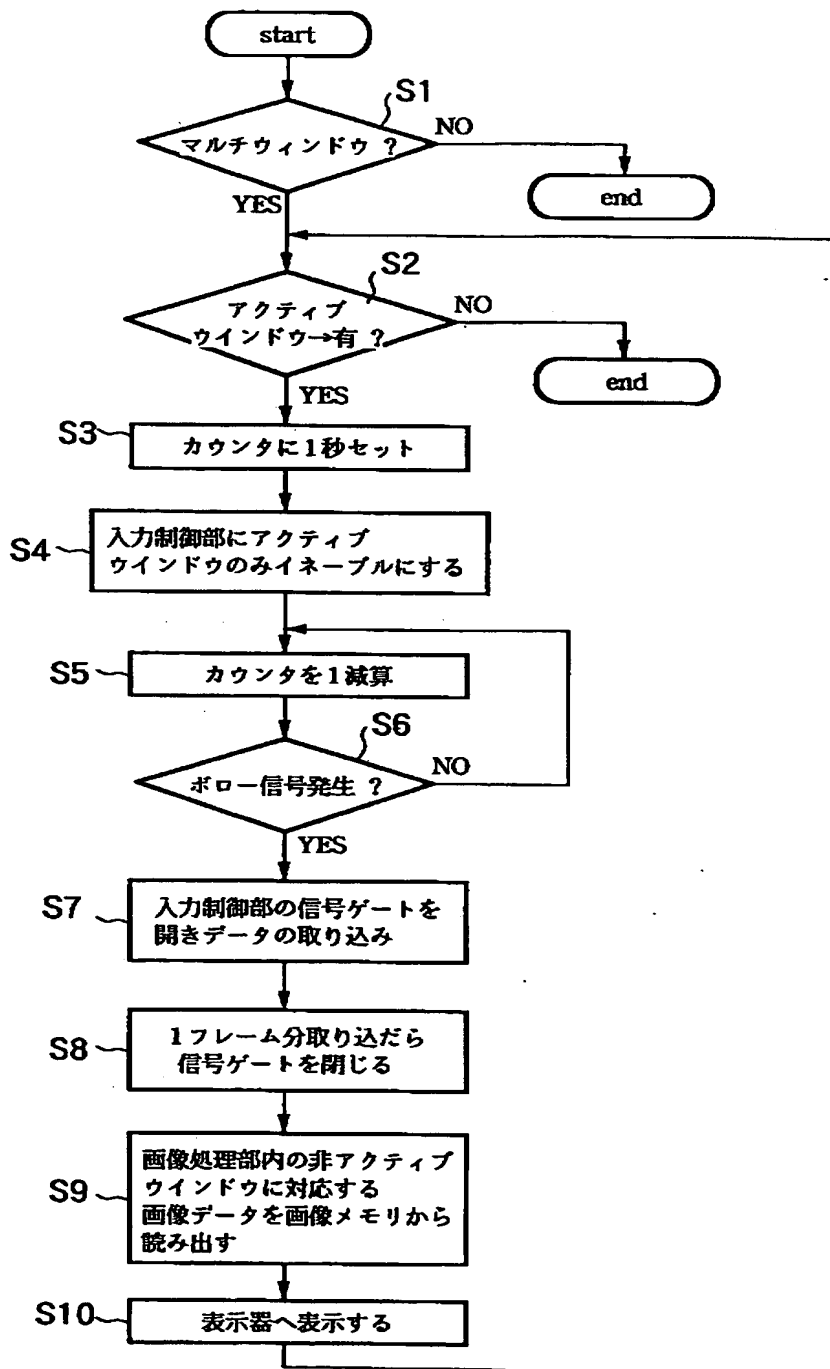 start
S1
マルチウィンドウ ?
NO
end
YES
S2
アクティブ
ウインドウ→有 ?
NO
end
YES
S3
カウンタに1秒セット
S4
入力制御部にアクティブ
ウインドウのみイネーブルにする
S5
カウンタを1減算
S6
ボロー信号発生 ?
NO
YES
S7
入力制御部の信号ゲートを
開きデータの取り込み
S8
1フレーム分取り込だら
信号ゲートを閉じる
S9
画像処理部内の非アクティブ
ウインドウに対応する
画像データを画像メモリから
読み出す
S10
表示器へ表示する